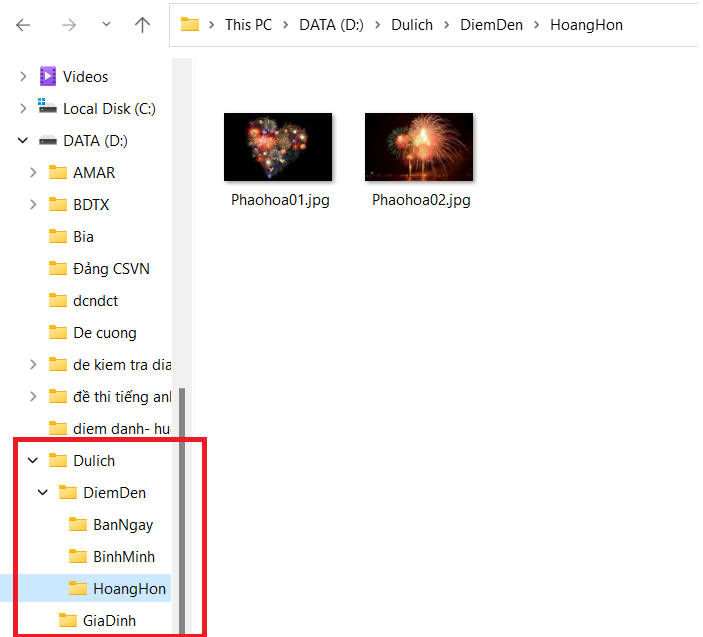 This PC > DATA (D:) > Dulich > DiemDen > HoangHon
Videos
Local Disk (C:)
DATA (D:)
AMAR
BDTX
Bia
Đảng CSVN
dcndct
De cuong
de kiem tra dia
đề thi tiếng anh
diem danh- huo
Dulich
DiemDen
BanNgay
BinhMinh
HoangHon
GiaDinh
Phaohoa01.jpg
Phaohoa02.jpg